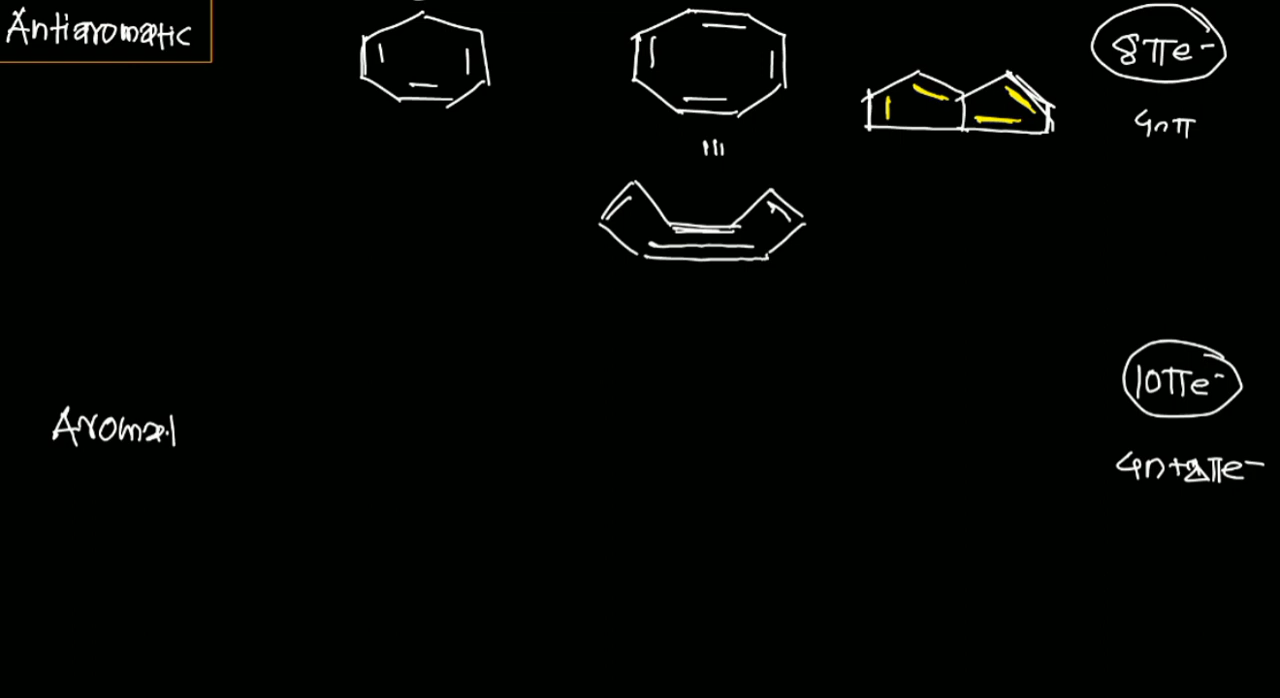 Antiaromatic
8πe-
4nπ
10πe-
Aromat
4n+2πe-